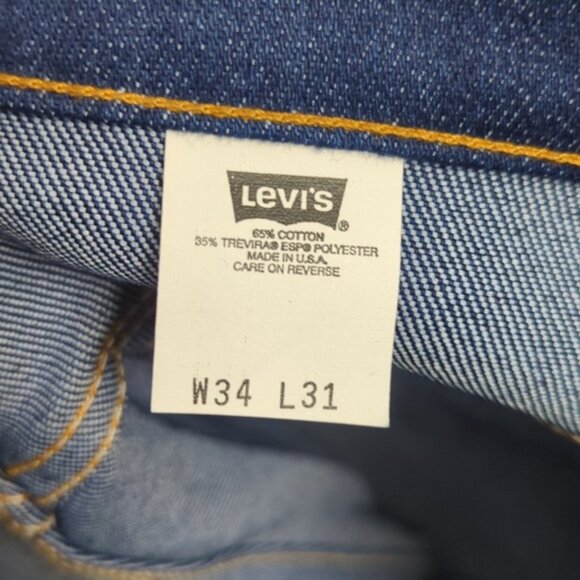 LEVI'S ®
65% COTTON
35% TREVIRA® ESP® POLYESTER
MADE IN U.S.A.
CARE ON REVERSE
W34 L31